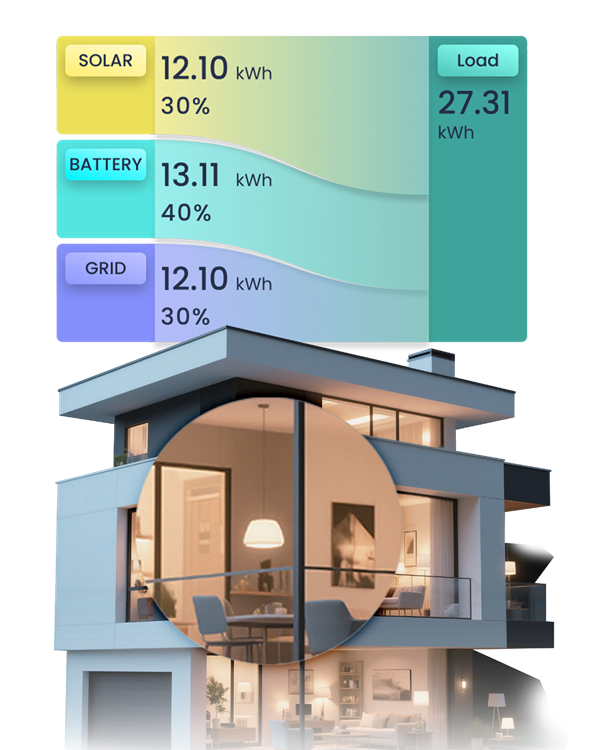 SOLAR
12.10 kWh
30%
Load
27.31
kWh
BATTERY
13.11 kWh
40%
GRID
12.10 kWh
30%